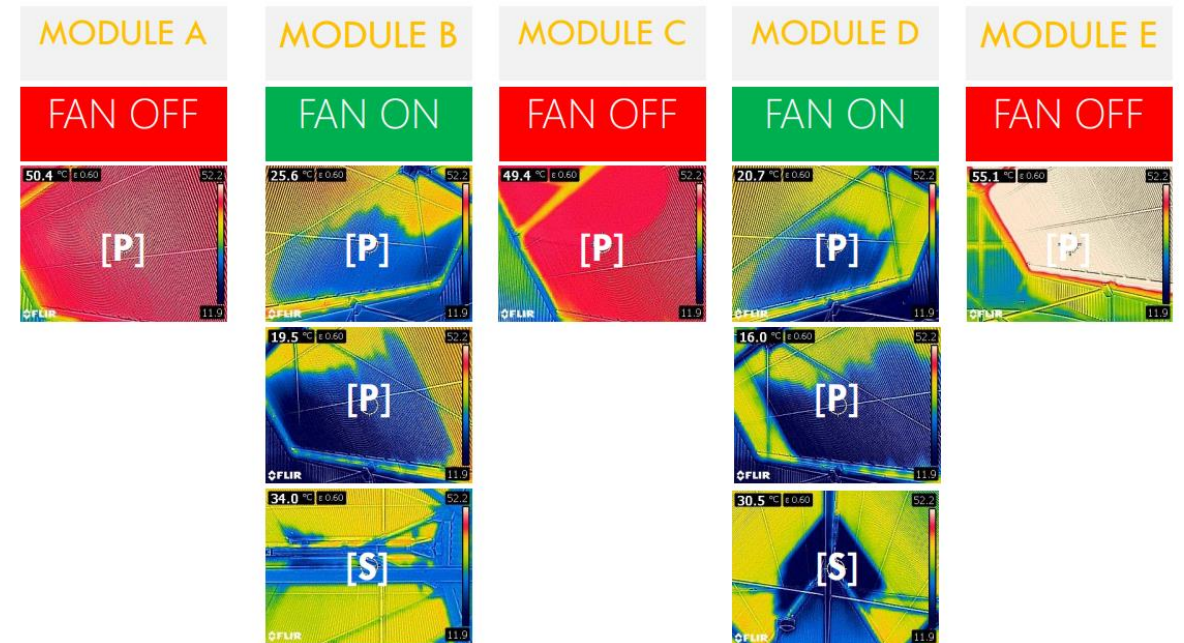 MODULE A
MODULE B
MODULE C
MODULE D
MODULE E
FAN OFF
FAN ON
FAN OFF
FAN ON
FAN OFF
50.4 °C ε 0.60 52.2
[P]
◇FLIR 11.9
25.6 °C ε 0.60 52.2
[P]
◇FLIR 11.9
49.4 °C ε 0.60 52.2
[P]
◇FLIR 11.9
20.7 °C ε 0.60 52.2
[P]
◇FLIR 11.9
55.1 °C ε 0.60 52.2
[P]
◇FLIR 11.9
19.5 °C ε 0.60 52.2
[P]
◇FLIR 11.9
16.0 °C ε 0.60 52.2
[P]
◇FLIR 11.9
34.0 °C ε 0.60 52.2
[S]
◇FLIR 11.9
30.5 °C ε 0.60 52.2
[S]
◇FLIR 11.9